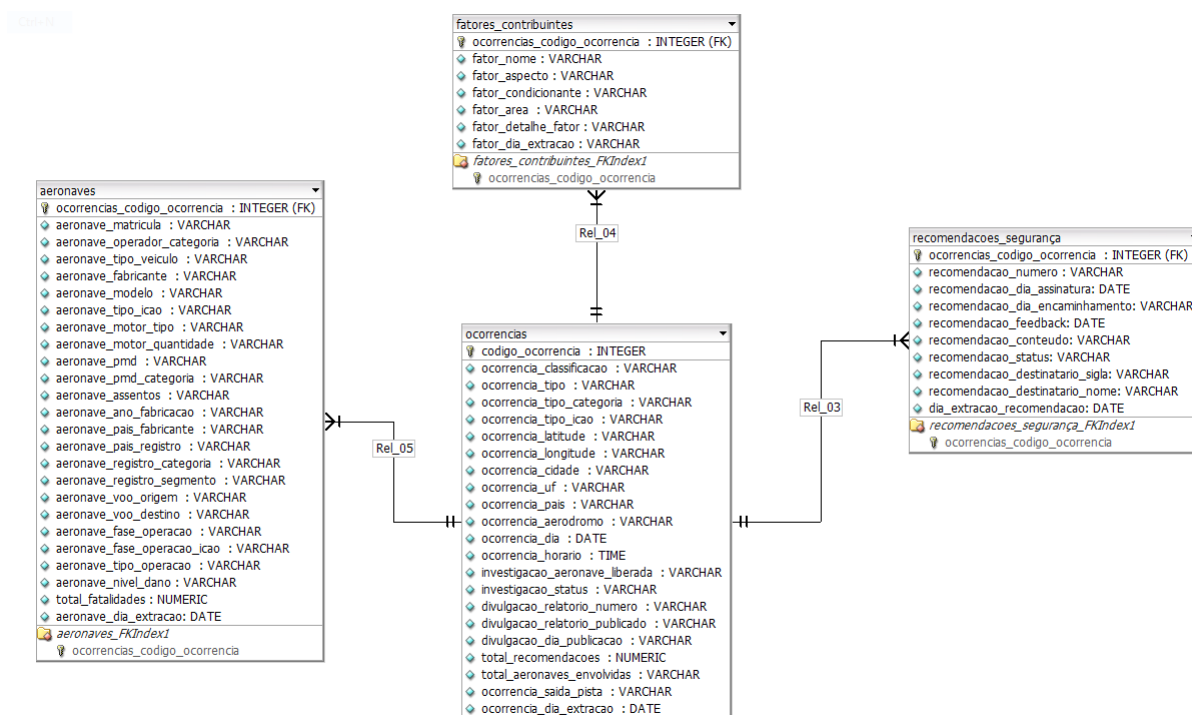 Ctrl+N
fatores_contribuintes
ocorrencias_codigo_ocorrencia : INTEGER (FK)
fator_nome : VARCHAR
fator_aspecto : VARCHAR
fator_condicionante : VARCHAR
fator_area : VARCHAR
fator_detalhe_fator : VARCHAR
fator_dia_extracao : VARCHAR
fatores_contribuintes_FKIndex1
ocorrencias_codigo_ocorrencia
aeronaves
ocorrencias_codigo_ocorrencia : INTEGER (FK)
aeronave_matricula : VARCHAR
aeronave_operador_categoria : VARCHAR
aeronave_tipo_veiculo : VARCHAR
aeronave_fabricante : VARCHAR
aeronave_modelo : VARCHAR
aeronave_tipo_icao : VARCHAR
aeronave_motor_tipo : VARCHAR
aeronave_motor_quantidade : VARCHAR
aeronave_pmd : VARCHAR
aeronave_pmd_categoria : VARCHAR
aeronave_assentos : VARCHAR
aeronave_ano_fabricacao : VARCHAR
aeronave_pais_fabricante : VARCHAR
aeronave_pais_registro : VARCHAR
aeronave_registro_categoria : VARCHAR
aeronave_registro_segmento : VARCHAR
aeronave_voo_origem : VARCHAR
aeronave_voo_destino : VARCHAR
aeronave_fase_operacao : VARCHAR
aeronave_fase_operacao_icao : VARCHAR
aeronave_tipo_operacao : VARCHAR
aeronave_nivel_dano : VARCHAR
total_fatalidades : NUMERIC
aeronave_dia_extracao: DATE
aeronaves_FKIndex1
ocorrencias_codigo_ocorrencia
Rel_04
Rel_05
Rel_03
ocorrencias
codigo_ocorrencia : INTEGER
ocorrencia_classificacao : VARCHAR
ocorrencia_tipo : VARCHAR
ocorrencia_tipo_categoria : VARCHAR
ocorrencia_tipo_icao : VARCHAR
ocorrencia_latitude : VARCHAR
ocorrencia_longitude : VARCHAR
ocorrencia_cidade : VARCHAR
ocorrencia_uf : VARCHAR
ocorrencia_pais : VARCHAR
ocorrencia_aerodromo : VARCHAR
ocorrencia_dia : DATE
ocorrencia_horario : TIME
investigacao_aeronave_liberada : VARCHAR
investigacao_status : VARCHAR
divulgacao_relatorio_numero : VARCHAR
divulgacao_relatorio_publicado : VARCHAR
divulgacao_dia_publicacao : VARCHAR
total_recomendacoes : NUMERIC
total_aeronaves_envolvidas : VARCHAR
ocorrencia_saida_pista : VARCHAR
ocorrencia_dia_extracao : DATE
recomendacoes_segurança
ocorrencias_codigo_ocorrencia : INTEGER (FK)
recomendacao_numero : VARCHAR
recomendacao_dia_assinatura: DATE
recomendacao_dia_encaminhamento: VARCHAR
recomendacao_feedback: DATE
recomendacao_conteudo: VARCHAR
recomendacao_status: VARCHAR
recomendacao_destinatario_sigla: VARCHAR
recomendacao_destinatario_nome: VARCHAR
dia_extracao_recomendacao: DATE
recomendacoes_segurança_FKIndex1
ocorrencias_codigo_ocorrencia